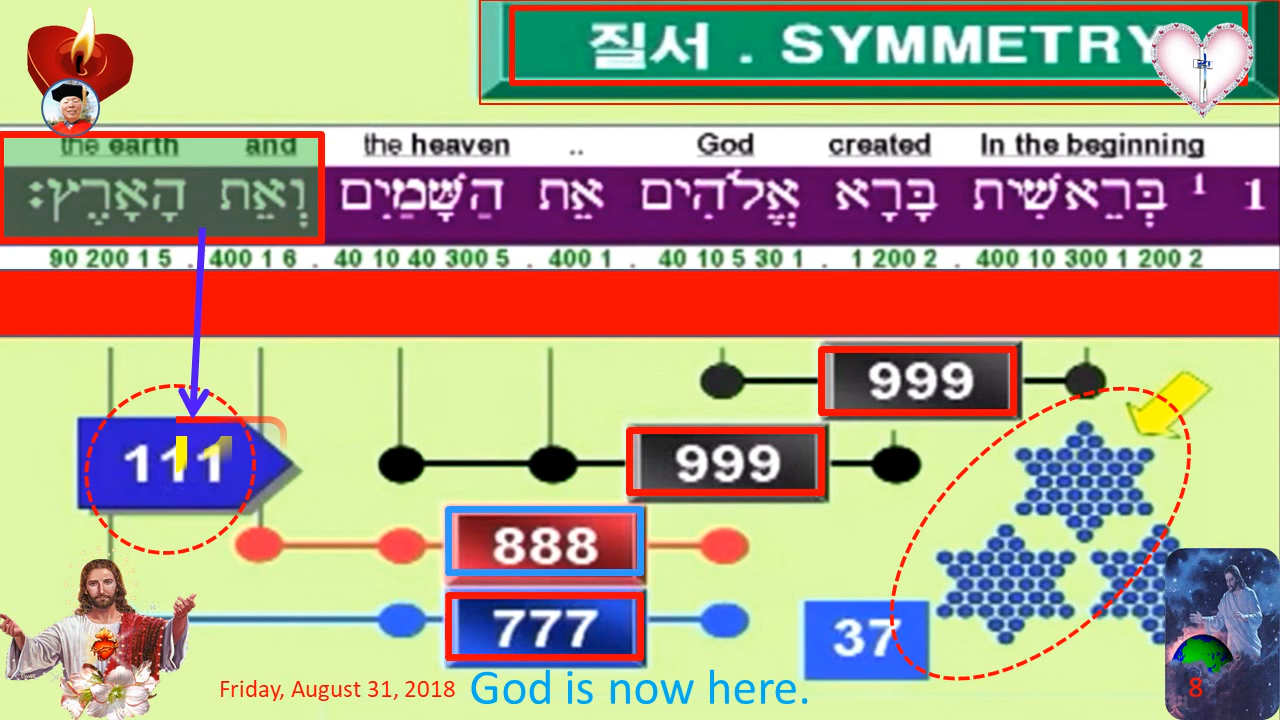 질서 . SYMMETRY
the earth and the heaven .. God created In the beginning
1 ¹ בְּרֵאשִׁית בָּרָא אֱלֹהִים אֵת הַשָּׁמַיִם וְאֵת הָאָרֶץ׃
90 200 1 5 . 400 1 6 . 40 10 40 300 5 . 400 1 . 40 10 5 30 1 . 1 200 2 . 400 10 300 1 200 2
999
111
999
888
777
37
Friday, August 31, 2018
God is now here.
8